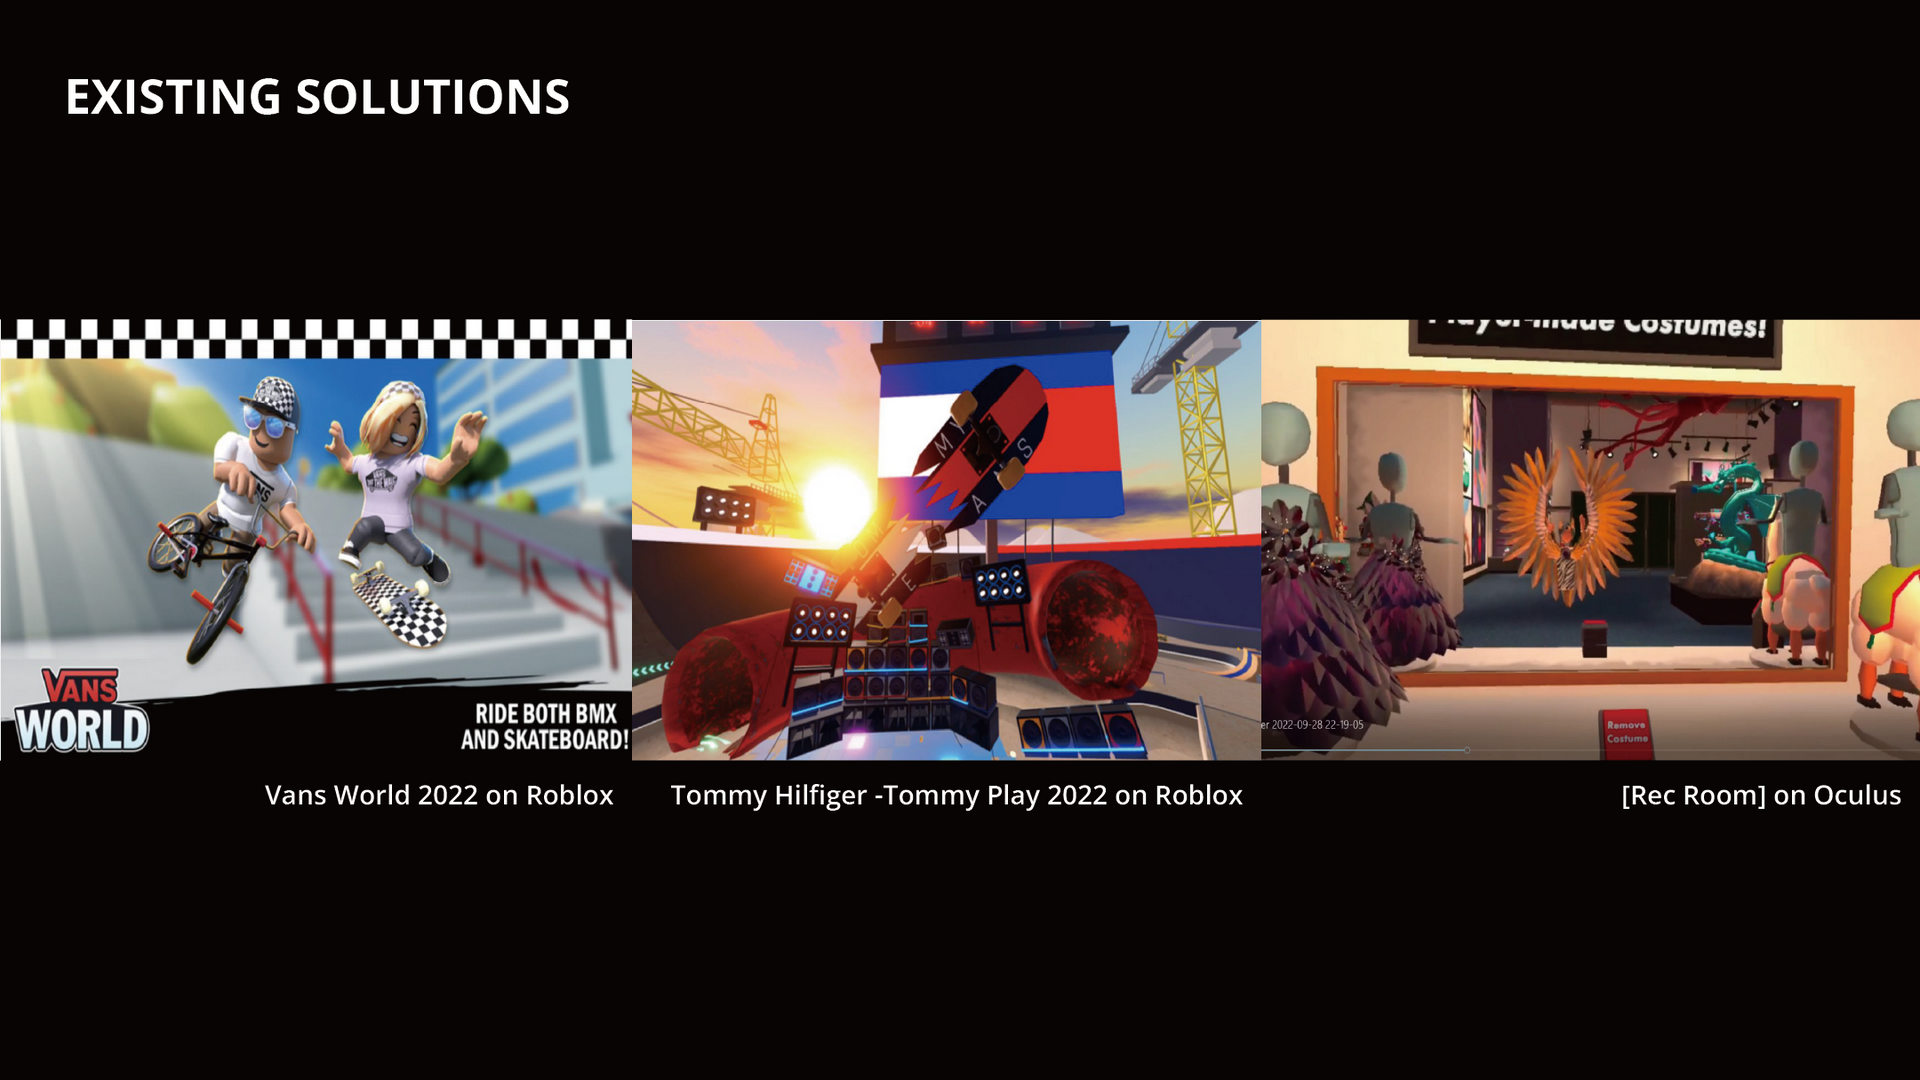 EXISTING SOLUTIONS
Player-made Costumes!
VANS
WORLD
RIDE BOTH BMX
AND SKATEBOARD!
er 2022-09-28 22-19-05
Remove
Costume
Vans World 2022 on Roblox
Tommy Hilfiger -Tommy Play 2022 on Roblox
[Rec Room] on Oculus